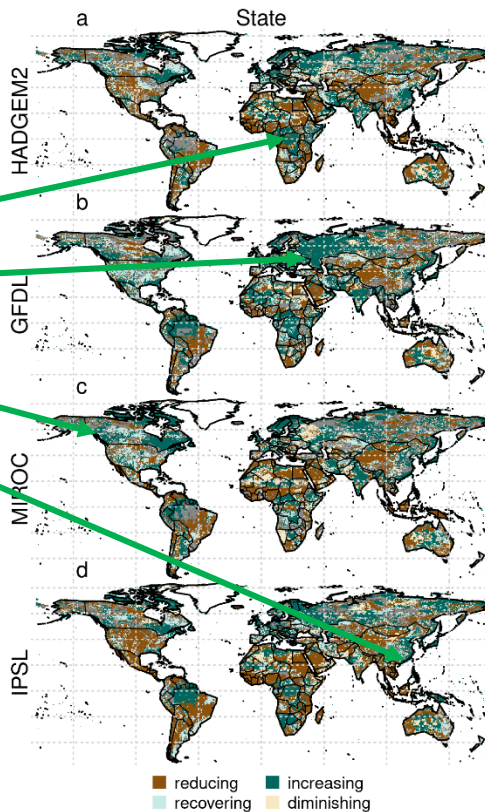 State
a
HADGEM2
b
GFDL
c
MIROC
d
IPSL
reducing
increasing
recovering
diminishing